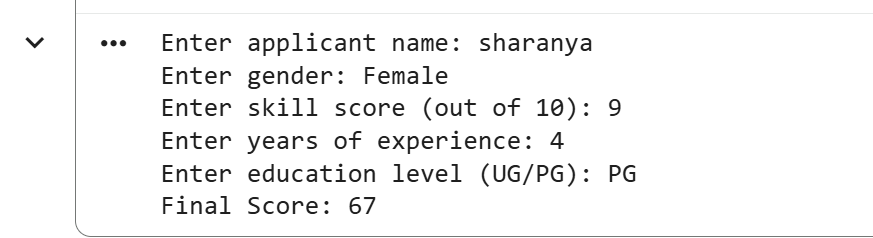 Enter applicant name: sharanya
Enter gender: Female
Enter skill score (out of 10): 9
Enter years of experience: 4
Enter education level (UG/PG): PG
Final Score: 67